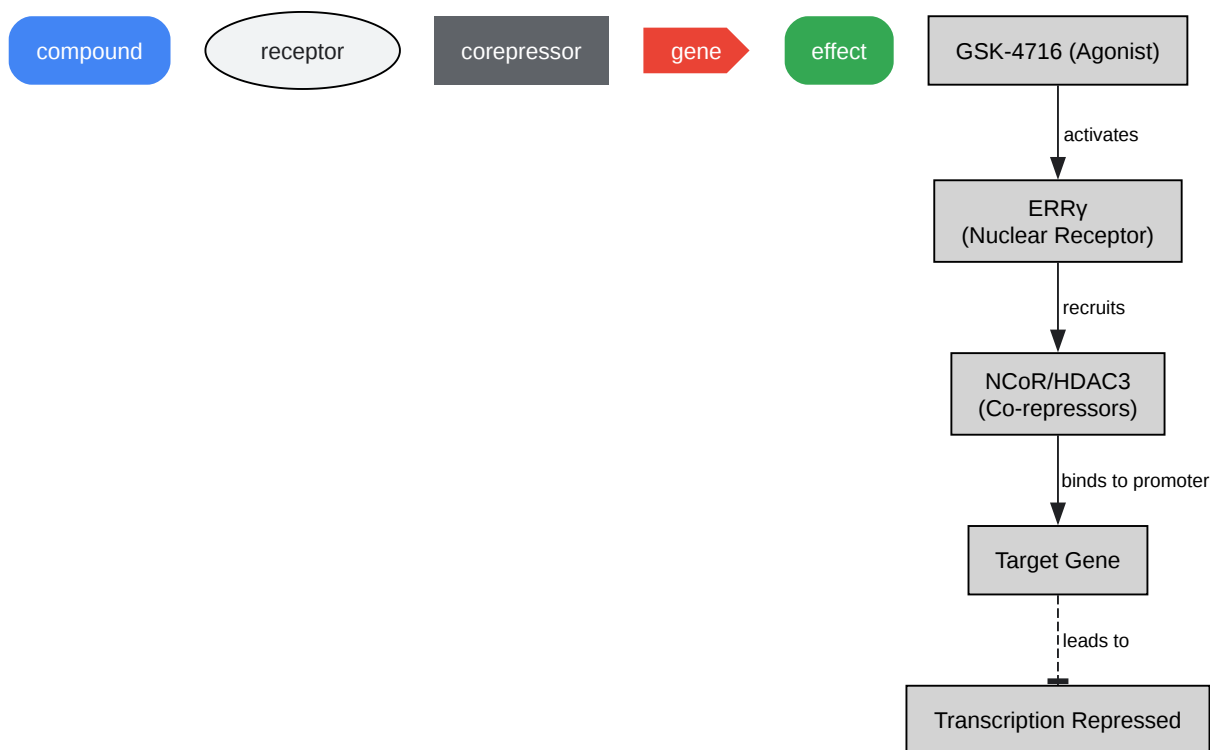 compound
receptor
corepressor
gene
effect
GSK-4716 (Agonist)
activates
ERRγ
(Nuclear Receptor)
recruits
NCoR/HDAC3
(Co-repressors)
binds to promoter
Target Gene
leads to
Transcription Repressed